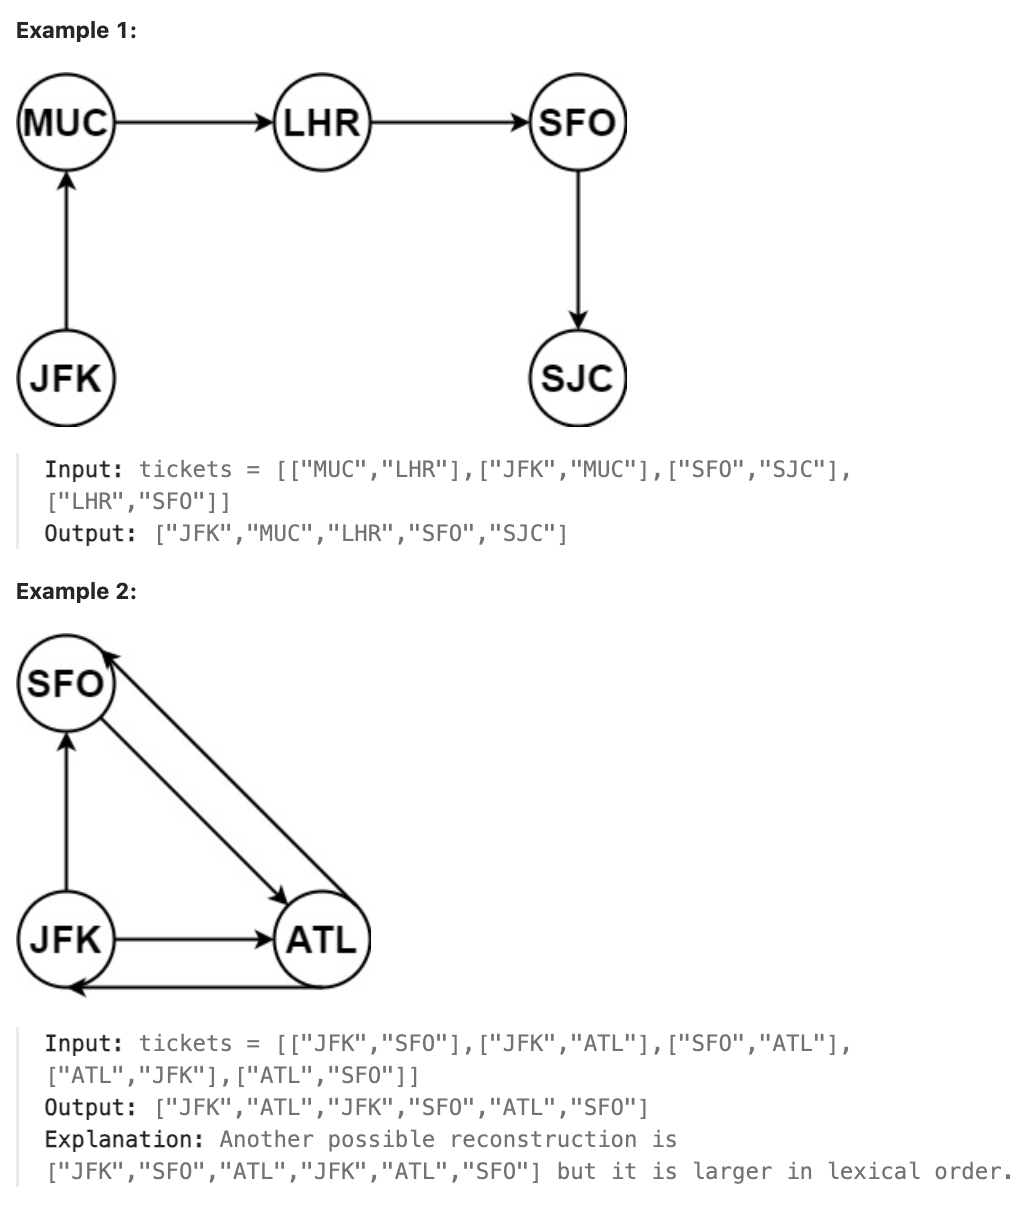 Example 1:
MUC LHR SFO
JFK SJC
Input: tickets = [["MUC","LHR"],["JFK","MUC"],["SFO","SJC"],
["LHR","SFO"]]
Output: ["JFK","MUC","LHR","SFO","SJC"]
Example 2:
SFO
JFK ATL
Input: tickets = [["JFK","SFO"],["JFK","ATL"],["SFO","ATL"],
["ATL","JFK"],["ATL","SFO"]]
Output: ["JFK","ATL","JFK","SFO","ATL","SFO"]
Explanation: Another possible reconstruction is
["JFK","SFO","ATL","JFK","ATL","SFO"] but it is larger in lexical order.